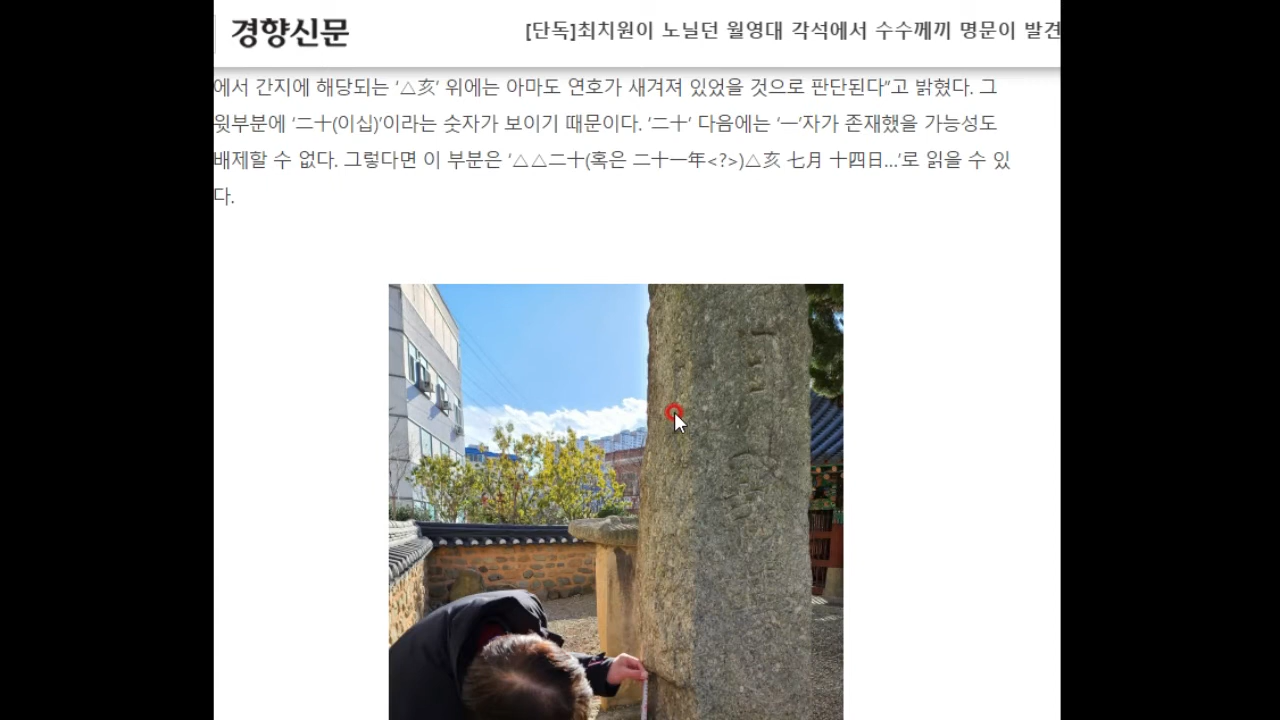 경향신문
[단독]최치원이 노닐던 월영대 각석에서 수수께끼 명문이 발견
에서 간지에 해당되는 ‘△亥’ 위에는 아마도 연호가 새겨져 있었을 것으로 판단된다”고 밝혔다. 그
윗부분에 ‘二十(이십)’이라는 숫자가 보이기 때문이다. ‘二十’ 다음에는 ‘一’자가 존재했을 가능성도
배제할 수 없다. 그렇다면 이 부분은 ‘△△二十(혹은 二十一年<?>)△亥 七月 十四日...’로 읽을 수 있
다.